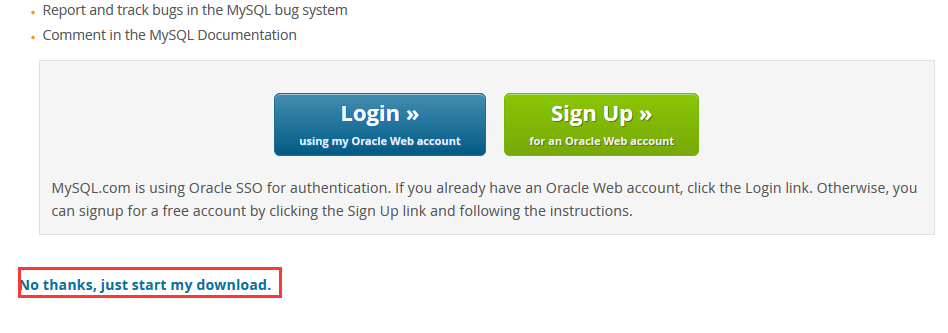 Report and track bugs in the MySQL bug system
Comment in the MySQL Documentation
Login »
using my Oracle Web account
Sign Up »
for an Oracle Web account
MySQL.com is using Oracle SSO for authentication. If you already have an Oracle Web account, click the Login link. Otherwise, you
can signup for a free account by clicking the Sign Up link and following the instructions.
No thanks, just start my download.